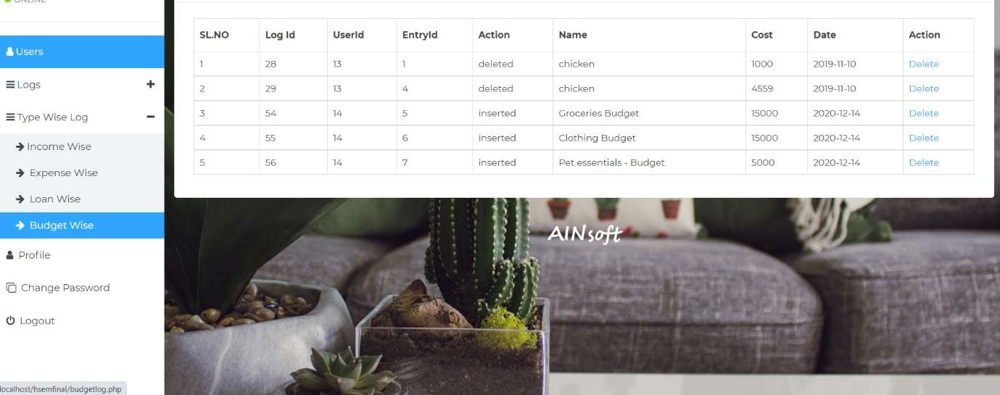 ONLINE
Users
Logs
Type Wise Log
Income Wise
Expense Wise
Loan Wise
Budget Wise
Profile
Change Password
Logout
SL.NO Log Id UserId EntryId Action Name Cost Date Action
1 28 13 1 deleted chicken 1000 2019-11-10 Delete
2 29 13 4 deleted chicken 4559 2019-11-10 Delete
3 54 14 5 inserted Groceries Budget 15000 2020-12-14 Delete
4 55 14 6 inserted Clothing Budget 15000 2020-12-14 Delete
5 56 14 7 inserted Pet essentials - Budget 5000 2020-12-14 Delete
AINsoft
localhost/hsemfinal/budgetlog.php